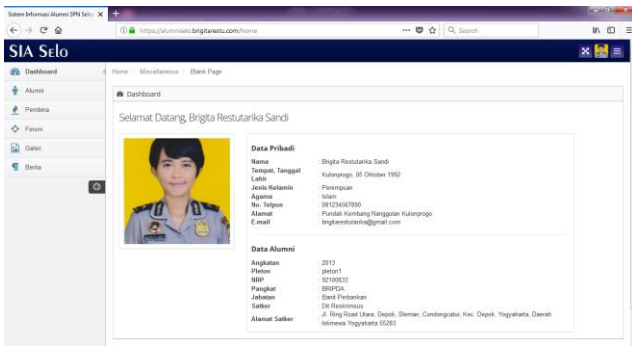 Sistem Informasi Alumni SPN Selo
https://alumniselo.brigitarestu.com/home
Search
SIA Selo
Dashboard
Home / Miscellaneous / Blank Page
Alumni
Pembina
Forum
Galeri
Berita
Dashboard
Selamat Datang, Brigita Restutarika Sandi
Data Pribadi
Nama : Brigita Restutarika Sandi
Tempat, Tanggal Lahir : Kulonprogo, 05 Oktober 1992
Jenis Kelamin : Perempuan
Agama : Islam
No. Telpon : 081234567890
Alamat : Pundak Kembang Nanggulan Kulonprogo
E.mail : brigitarestutarika@gmail.com
Data Alumni
Angkatan : 2013
Pleton : pleton1
NRP : 92100833
Pangkat : BRIPDA
Jabatan : Banit Perbankan
Satker : Dit Reskrimsus
Alamat Satker : Jl. Ring Road Utara, Depok, Sleman, Condongcatur, Kec. Depok, Yogyakarta, Daerah
Istimewa Yogyakarta 55283